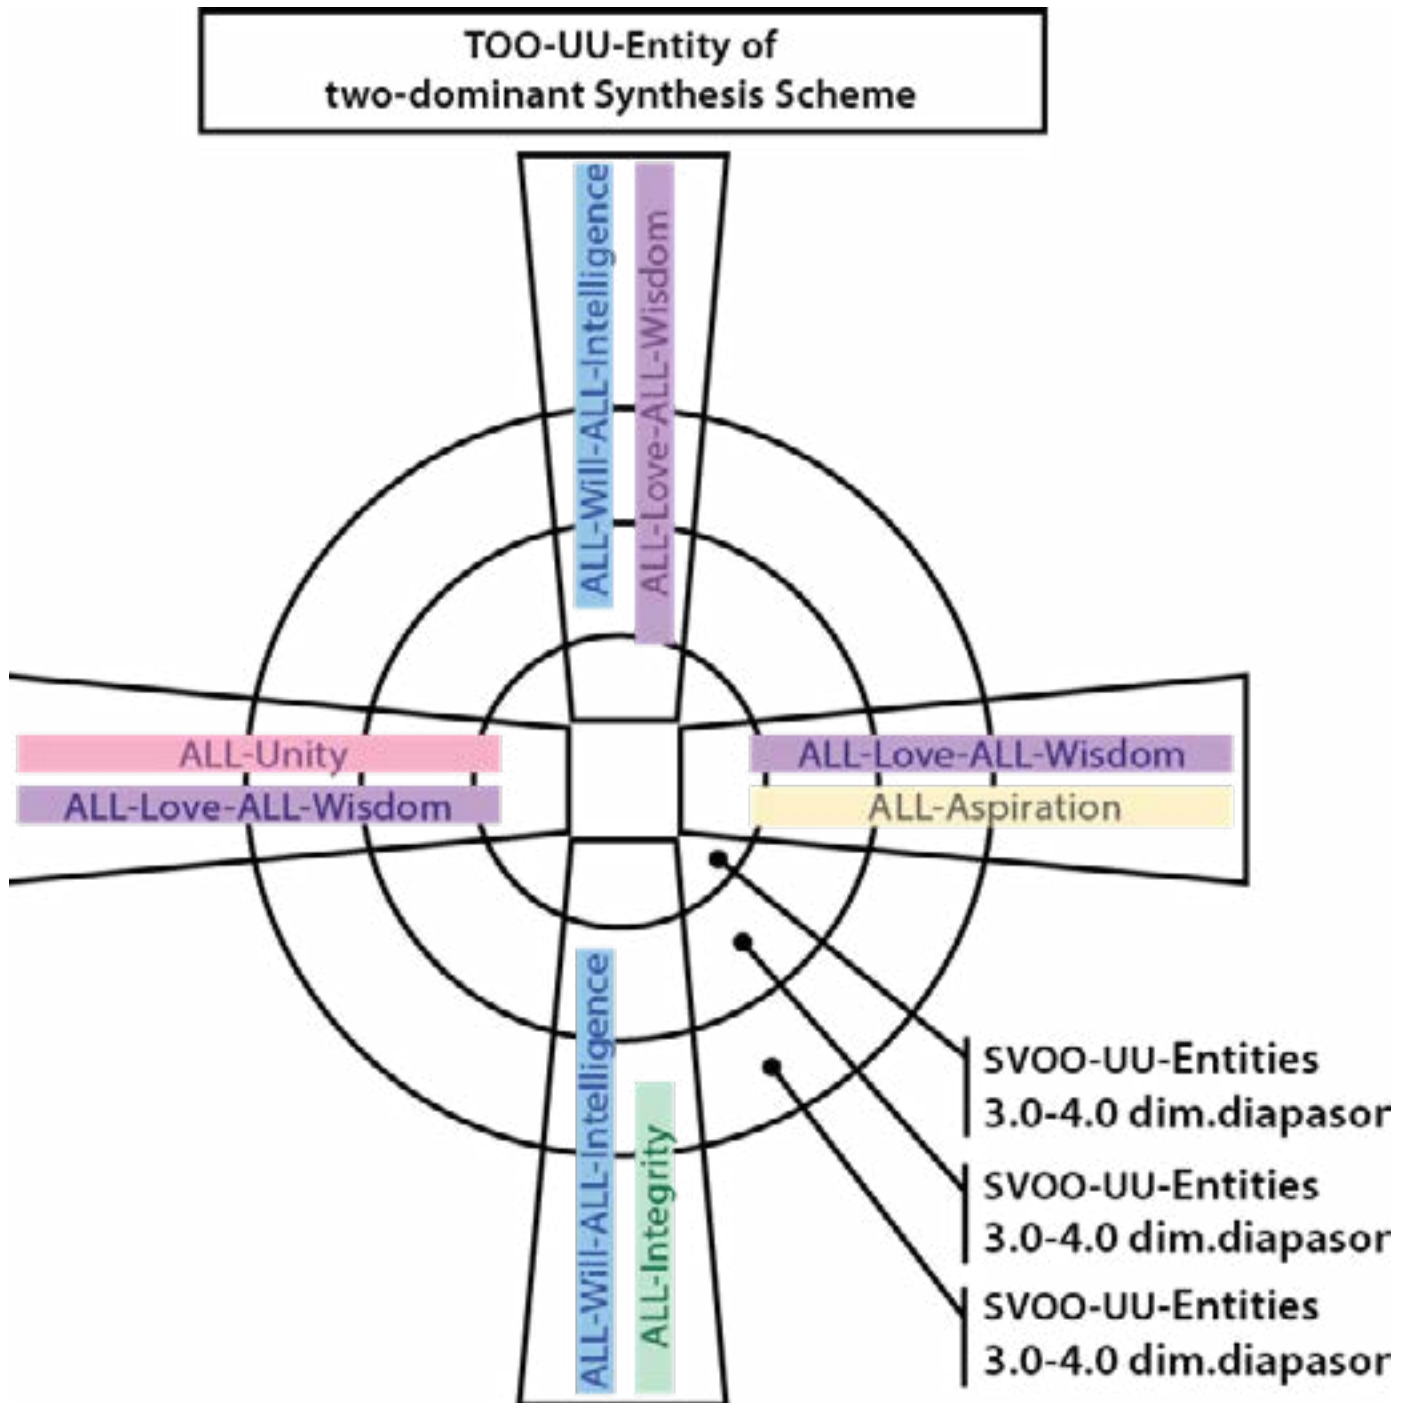 TOO-UU-Entity of
two-dominant Synthesis Scheme
ALL-Will-ALL-Intelligence
ALL-Love-ALL-Wisdom
ALL-Unity
ALL-Love-ALL-Wisdom
ALL-Love-ALL-Wisdom
ALL-Aspiration
ALL-Will-ALL-Intelligence
ALL-Integrity
SVOO-UU-Entities
3.0-4.0 dim.diapasor
SVOO-UU-Entities
3.0-4.0 dim.diapasor
SVOO-UU-Entities
3.0-4.0 dim.diapasor